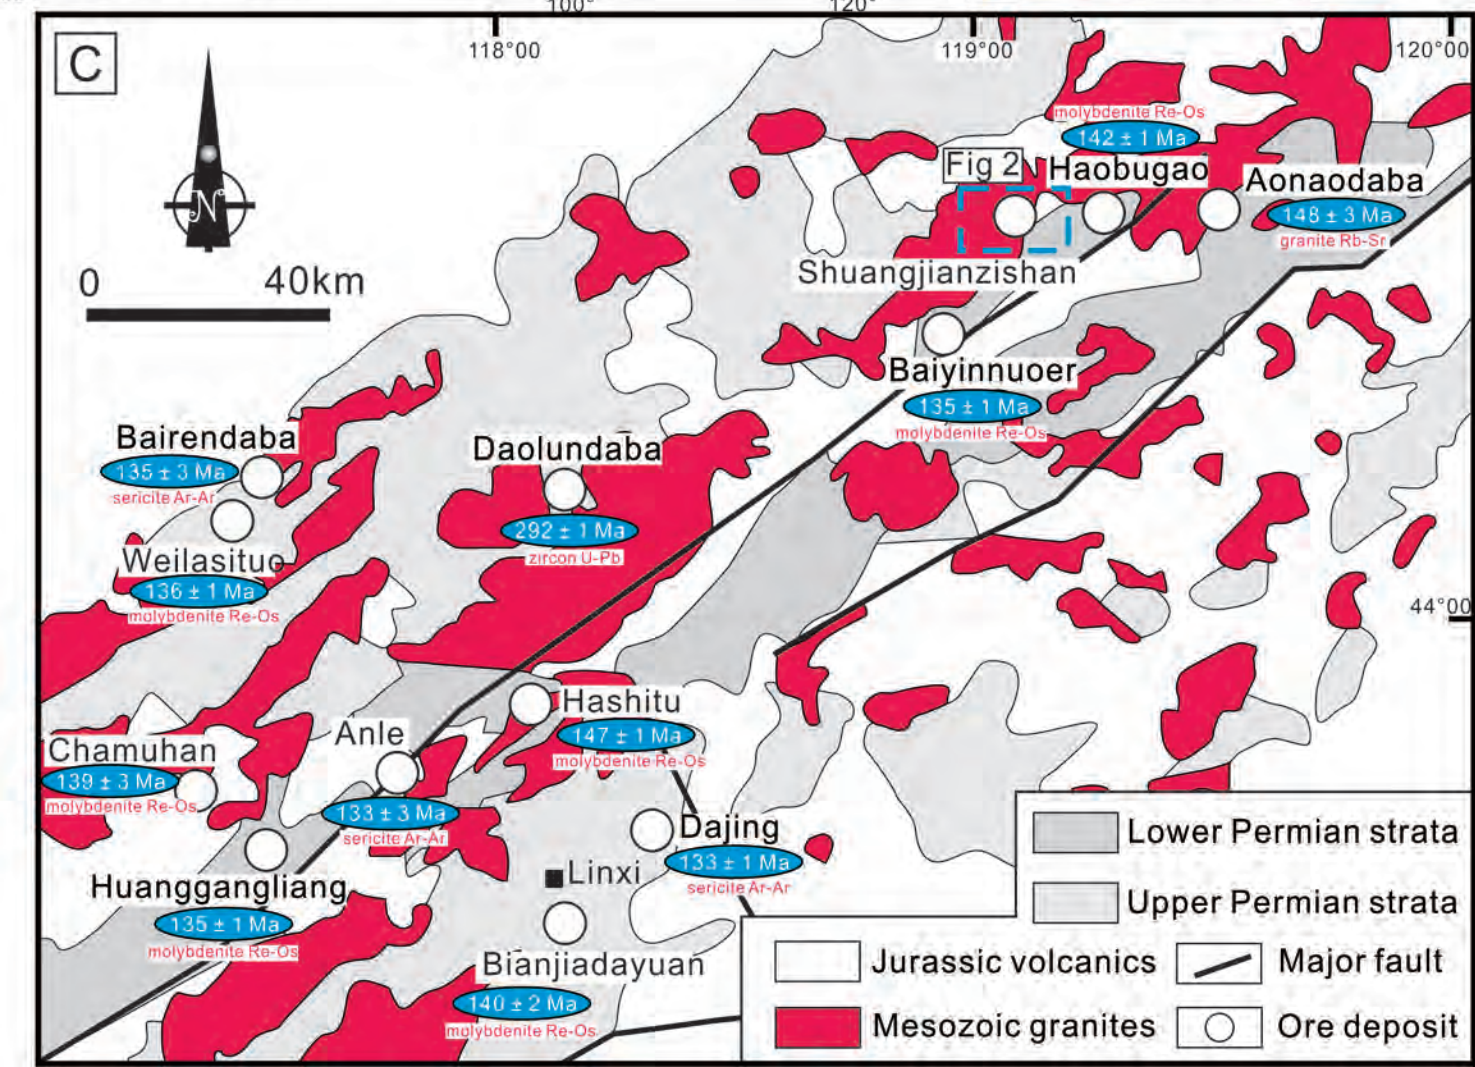 100°
120°
118°00
119°00
120°00
C
N
molybdenite Re-Os
142 ± 1 Ma
Fig 2
Haobugao
Aonaodaba
148 ± 3 Ma
granite Rb-Sr
0 40km
Shuangjianzishan
Baiyinnuoer
135 ± 1 Ma
molybdenite Re-Os
Bairendaba
135 ± 3 Ma
sericite Ar-Ar
Daolundaba
292 ± 1 Ma
zircon U-Pb
Weilasituo
136 ± 1 Ma
molybdenite Re-Os
44°00
Hashitu
147 ± 1 Ma
molybdenite Re-Os
Anle
133 ± 3 Ma
sericite Ar-Ar
Chamuhan
139 ± 3 Ma
molybdenite Re-Os
Dajing
133 ± 1 Ma
sericite Ar-Ar
Linxi
Huanggangliang
135 ± 1 Ma
molybdenite Re-Os
Bianjiadayuan
140 ± 2 Ma
molybdenite Re-Os
Lower Permian strata
Upper Permian strata
Jurassic volcanics
Major fault
Mesozoic granites
Ore deposit